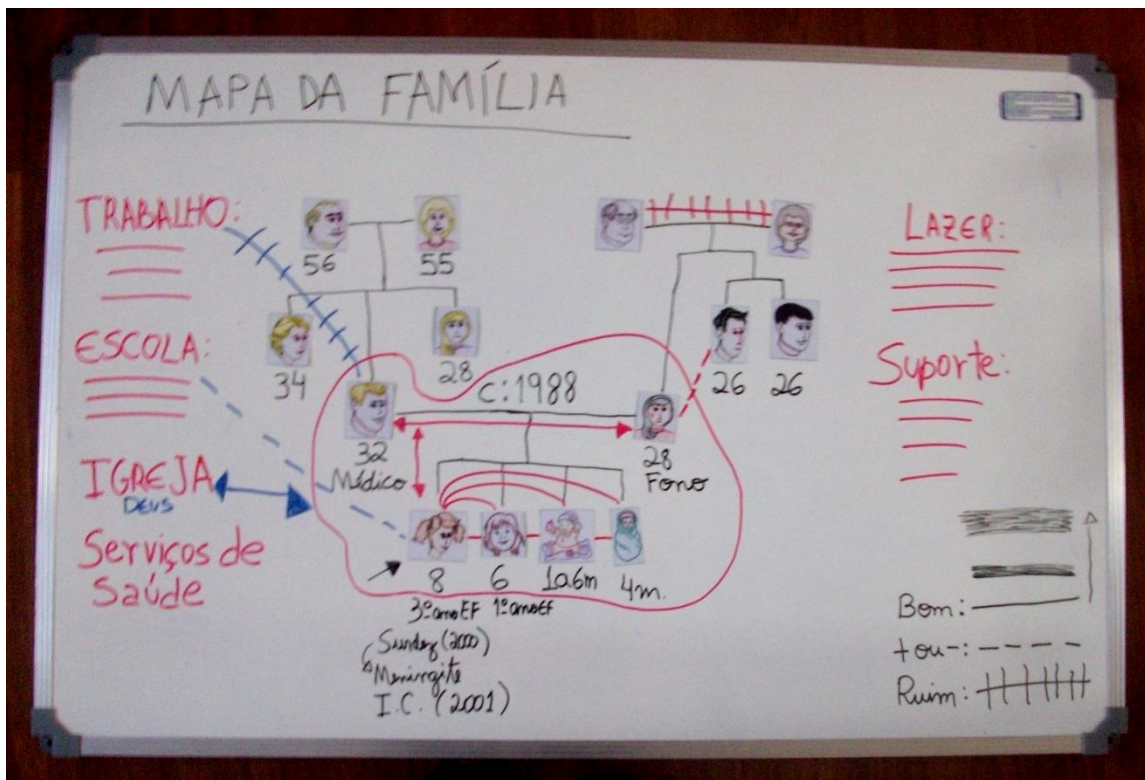 MAPA DA FAMÍLIA
TRABALHO:
56
55
LAZER:
ESCOLA:
34
28
26
26
Suporte:
C:1988
32
Médico
28
Fono
IGREJA
DEUS
Serviços de
Saúde
8
6
1a6m
4m.
3º ano EF
1º ano EF
(2000)
Meningite
I.C. (2001)
Bom:
+ou-:
Ruim: